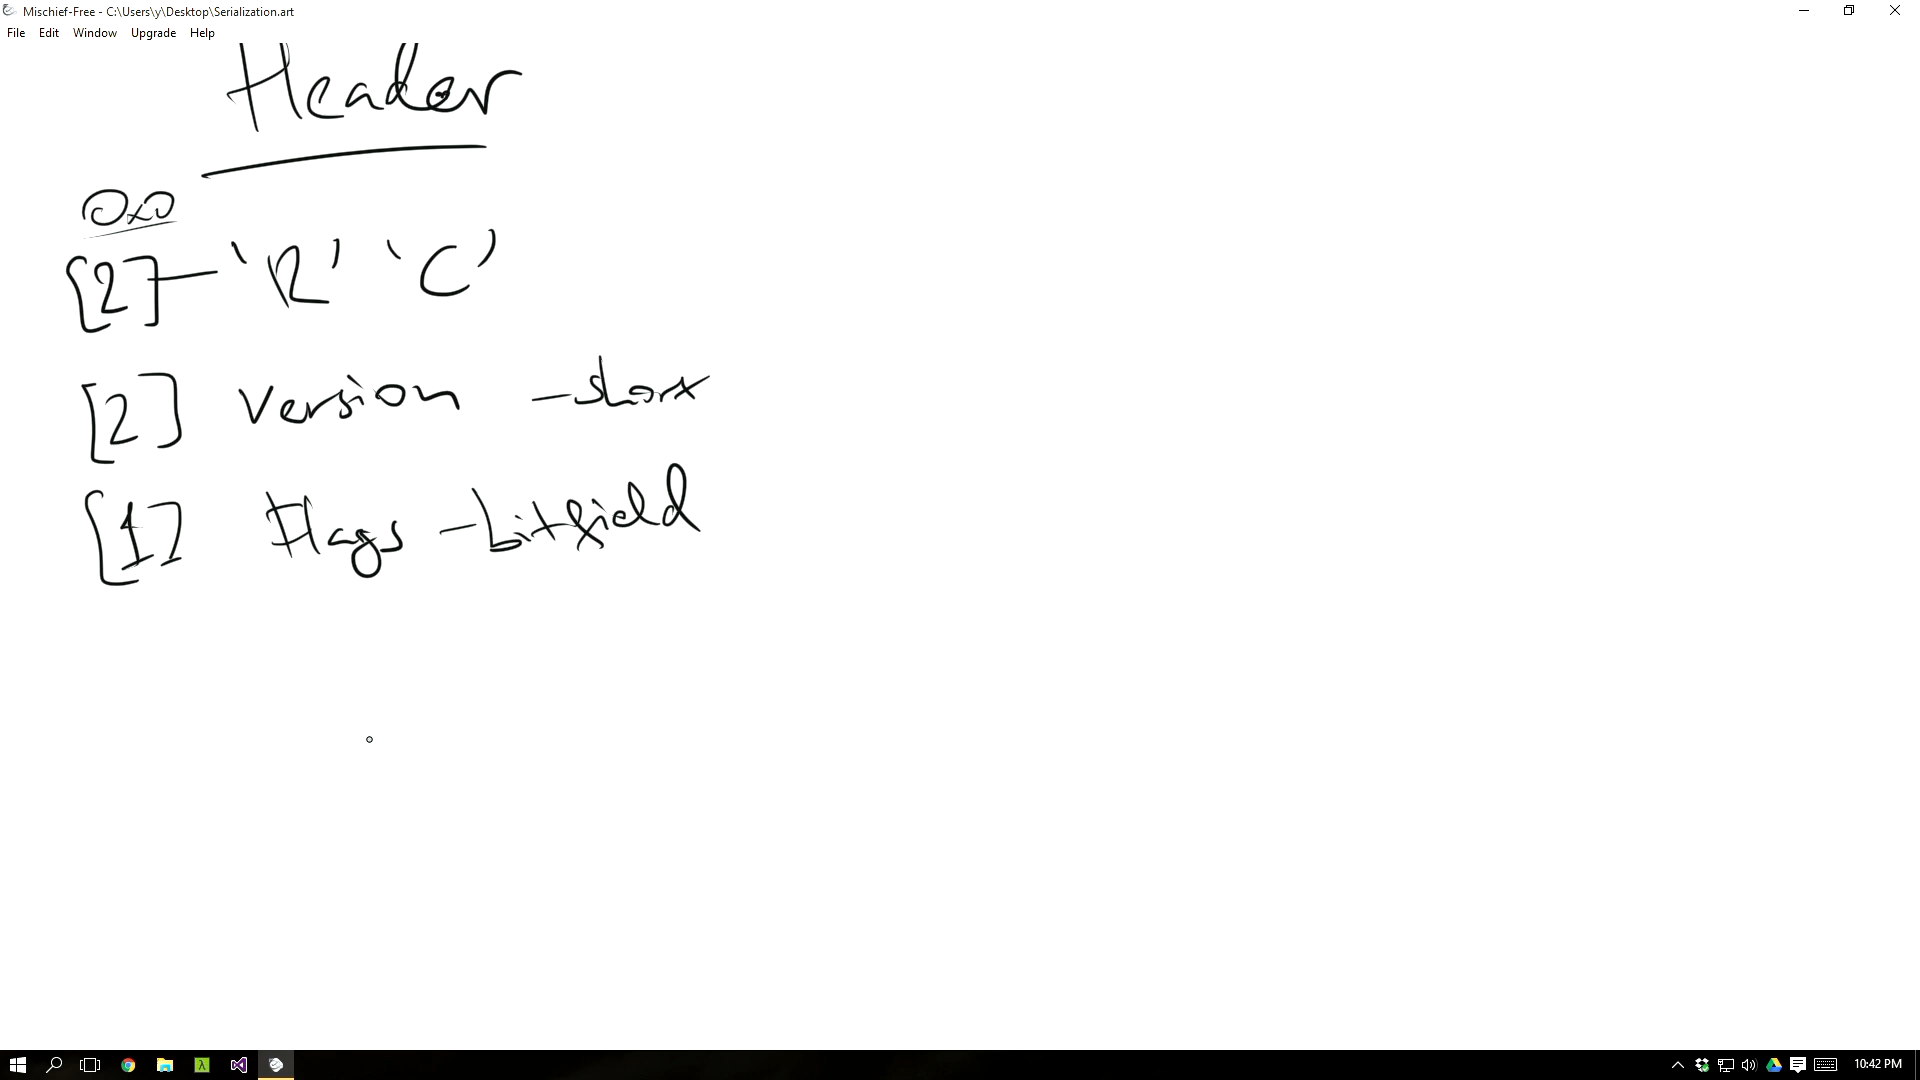 Mischief-Free - C:\Users\y\Desktop\Serialization.art
File Edit Window Upgrade Help
Header
0x0
[2]— 'R' 'C'
[2] version - short
[1] flags - bitfield
10:42 PM